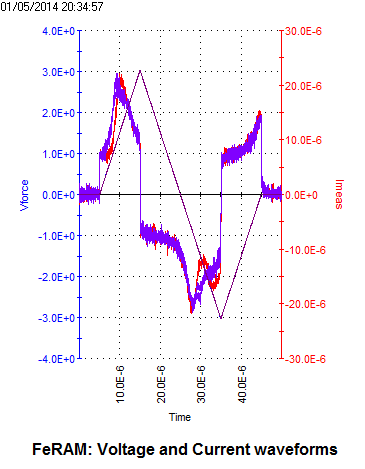 01/05/2014 20:34:57
4.0E+0
30.0E-6
3.0E+0
20.0E-6
2.0E+0
10.0E-6
1.0E+0
Vforce
0.0E+0
0.0E+0
Imeas
-1.0E+0
-10.0E-6
-2.0E+0
-20.0E-6
-3.0E+0
-4.0E+0
-30.0E-6
10.0E-6
20.0E-6
30.0E-6
40.0E-6
Time
FeRAM: Voltage and Current waveforms